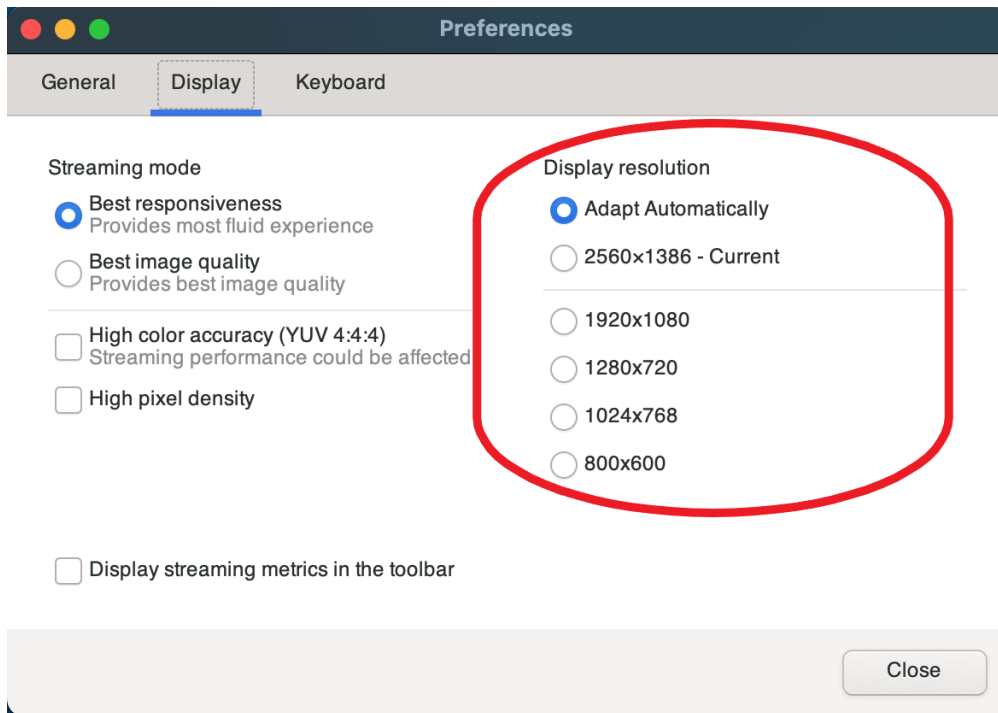 Preferences
General Display Keyboard
Streaming mode
Best responsiveness
Provides most fluid experience
Best image quality
Provides best image quality
High color accuracy (YUV 4:4:4)
Streaming performance could be affected
High pixel density
Display resolution
Adapt Automatically
2560×1386 - Current
1920x1080
1280x720
1024x768
800x600
Display streaming metrics in the toolbar
Close